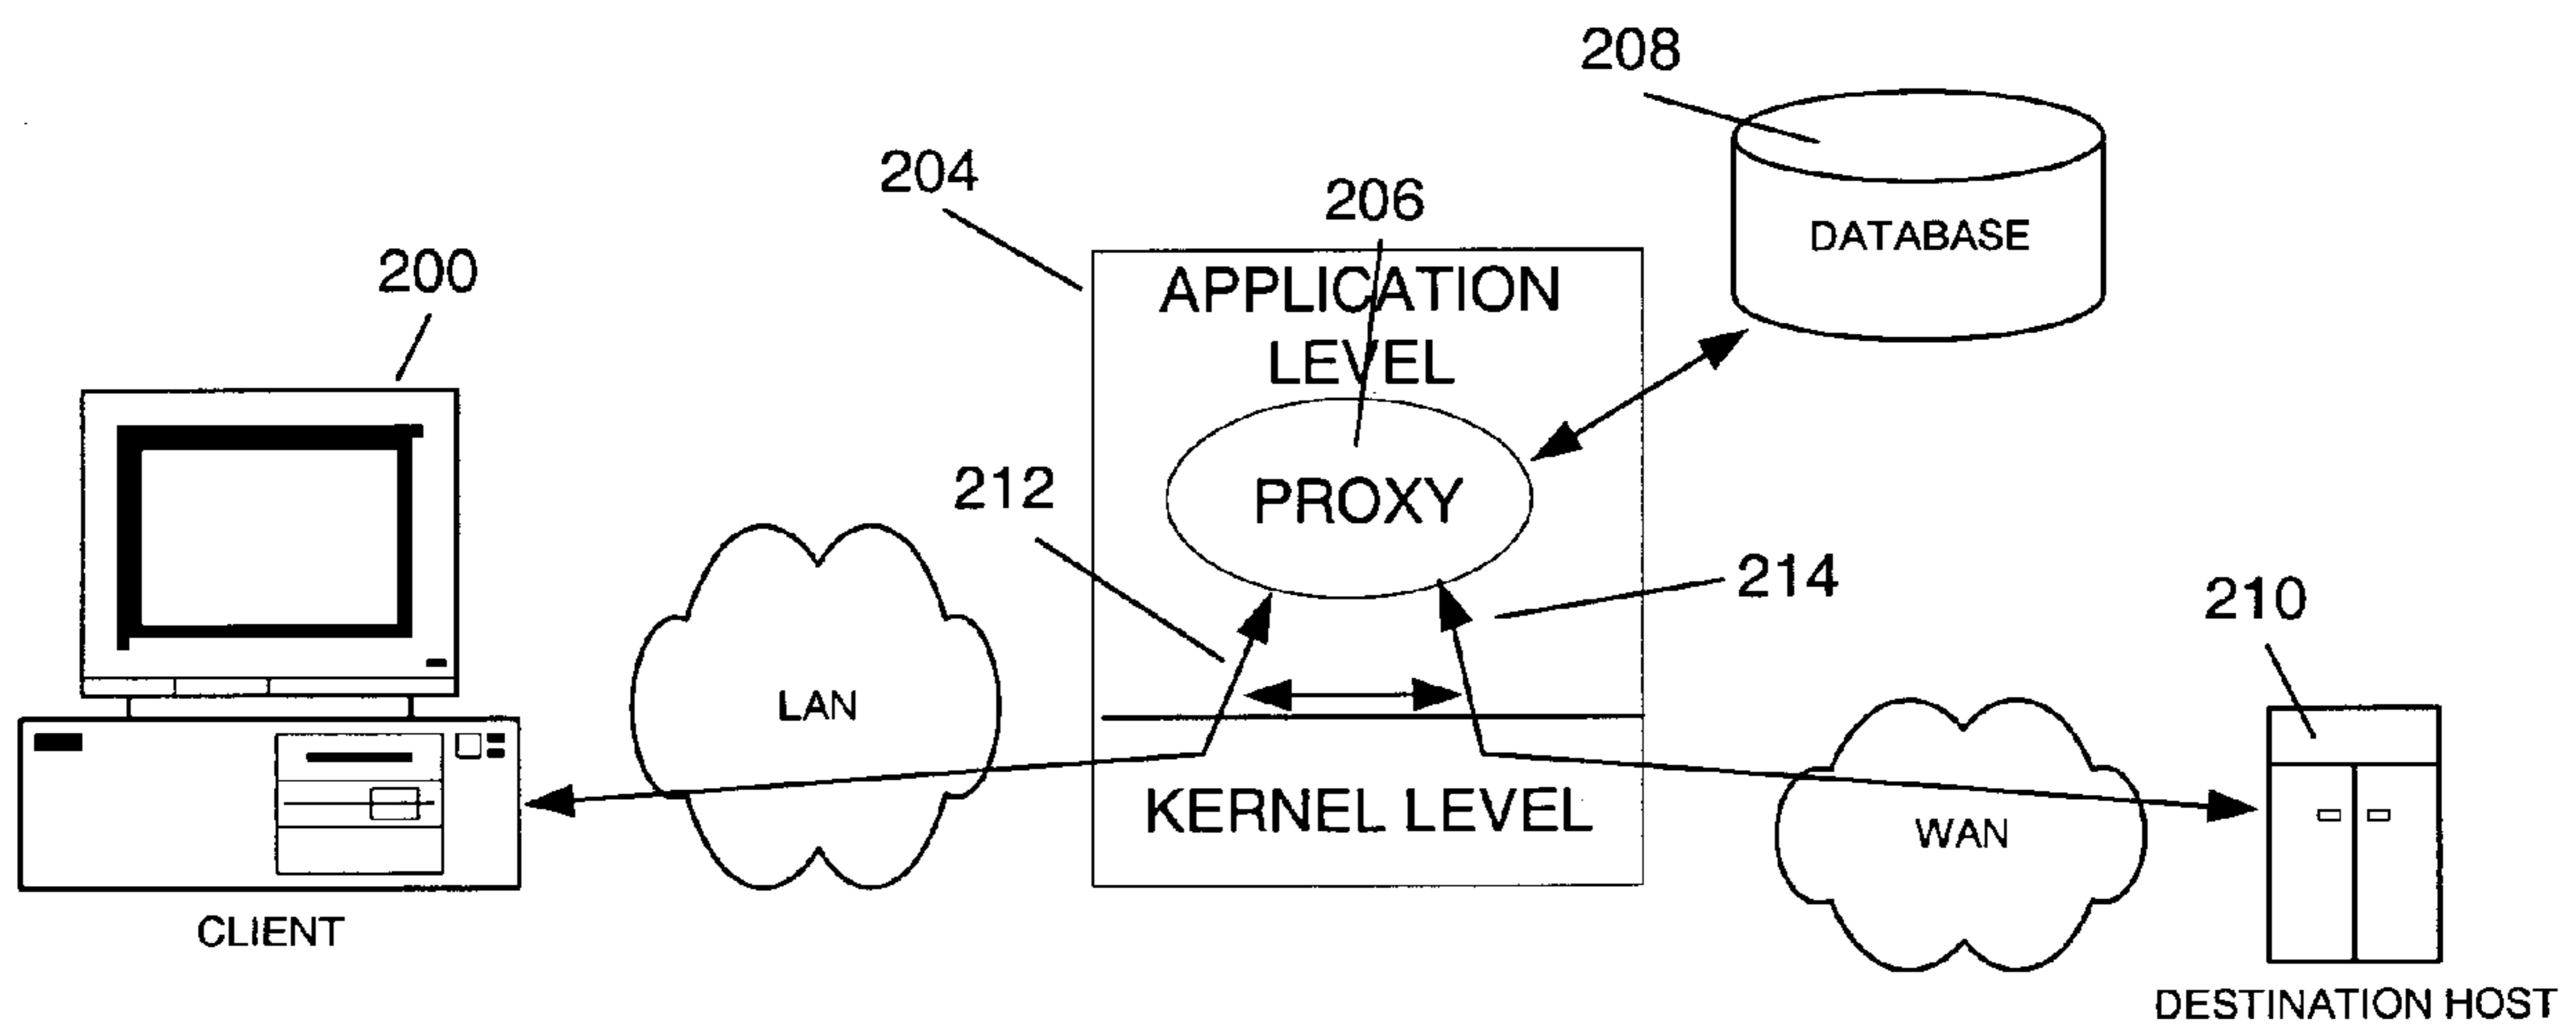 208
204
206
DATABASE
200
APPLICATION
LEVEL
212
PROXY
214
210
LAN
KERNEL LEVEL
WAN
CLIENT
DESTINATION HOST